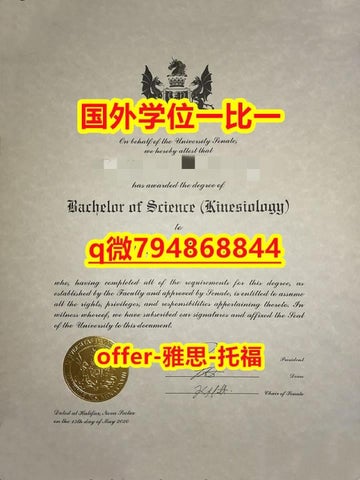 国外学位一比一
On behalf of the University Senate,
we hereby attest that
has awarded the degree of
Bachelor of Science (Kinesiology)
to
q微794868844
who, having completed all of the requirements for this degree, as
established by the Faculty and approved by Senate, is entitled to assume
all the rights, privileges, and responsibilities appertaining thereto. In
witness whereof, we have subscribed our signatures and affixed the Seal
of the University to this document.
offer-雅思-托福
President
Dean
Chair of Senate
Dated at Halifax, Nova Scotia
on the 15th day of May 2020